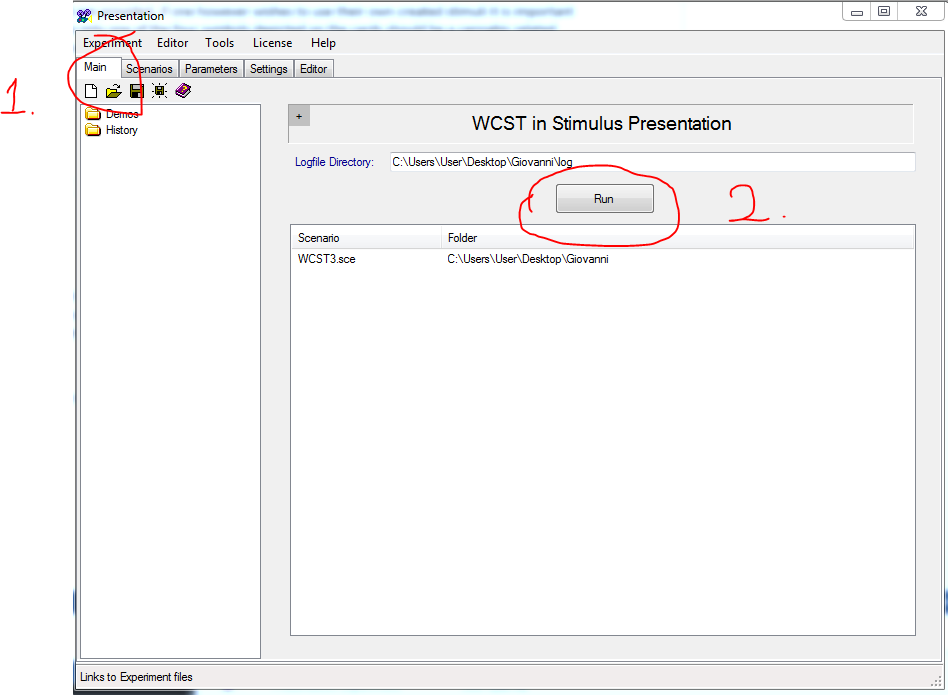 Presentation
Experiment Editor Tools License Help
Main Scenarios Parameters Settings Editor
1.
Demos
History
+
WCST in Stimulus Presentation
Logfile Directory: C:\Users\User\Desktop\Giovanni\log
Run
2.
Scenario Folder
WCST3.sce C:\Users\User\Desktop\Giovanni
Links to Experiment files